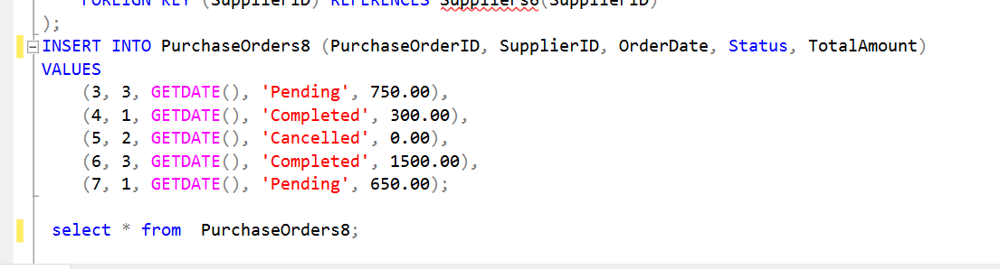 FOREIGN KEY (SupplierID) REFERENCES Suppliers6(SupplierID)
);
INSERT INTO PurchaseOrders8 (PurchaseOrderID, SupplierID, OrderDate, Status, TotalAmount)
VALUES
(3, 3, GETDATE(), 'Pending', 750.00),
(4, 1, GETDATE(), 'Completed', 300.00),
(5, 2, GETDATE(), 'Cancelled', 0.00),
(6, 3, GETDATE(), 'Completed', 1500.00),
(7, 1, GETDATE(), 'Pending', 650.00);
select * from  PurchaseOrders8;